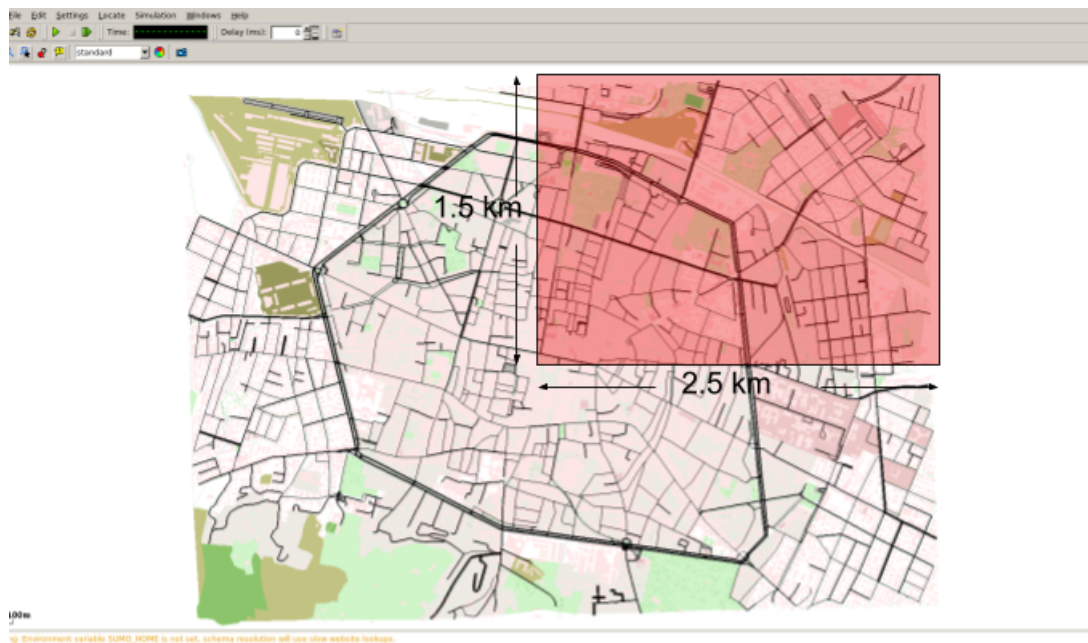 File Edit Settings Locate Simulation Windows Help
Time: Delay (ms): 0
standard
1.5 km
2.5 km
Environment variable SUMO_HOME is not set, schema resolution will use slow website lookups.